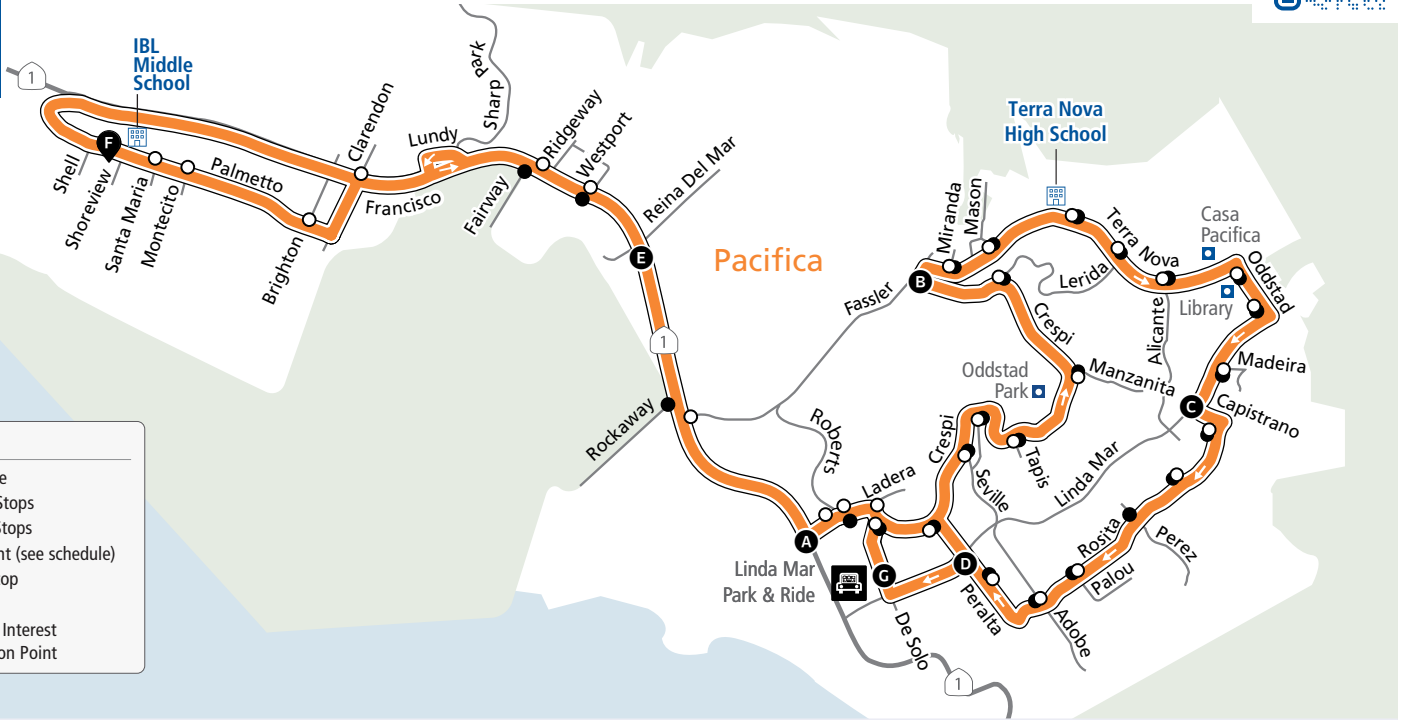 1
IBL
Middle
School
F
Shell
Shoreview
Santa Maria
Montecito
Palmetto
Brighton
Clarendon
Francisco
Lundy
Sharp Park
Fairway
Ridgeway
Westport
Reina Del Mar
E
Pacifica
1
Rockaway
Fassler
Roberts
Terra Nova
High School
Miranda
Mason
B
Terra Nova
Lerida
Casa
Pacifica
Library
Oddstad
Alicante
Crespi
Oddstad
Park
Manzanita
Madeira
C
Capistrano
Crespi
Tapis
Seville
Linda Mar
Ladera
A
Linda Mar
Park & Ride
G
D
Peralta
De Solo
Rosita
Perez
Palou
Adobe
1
Stops
Stops
(see schedule)
Interest
Point